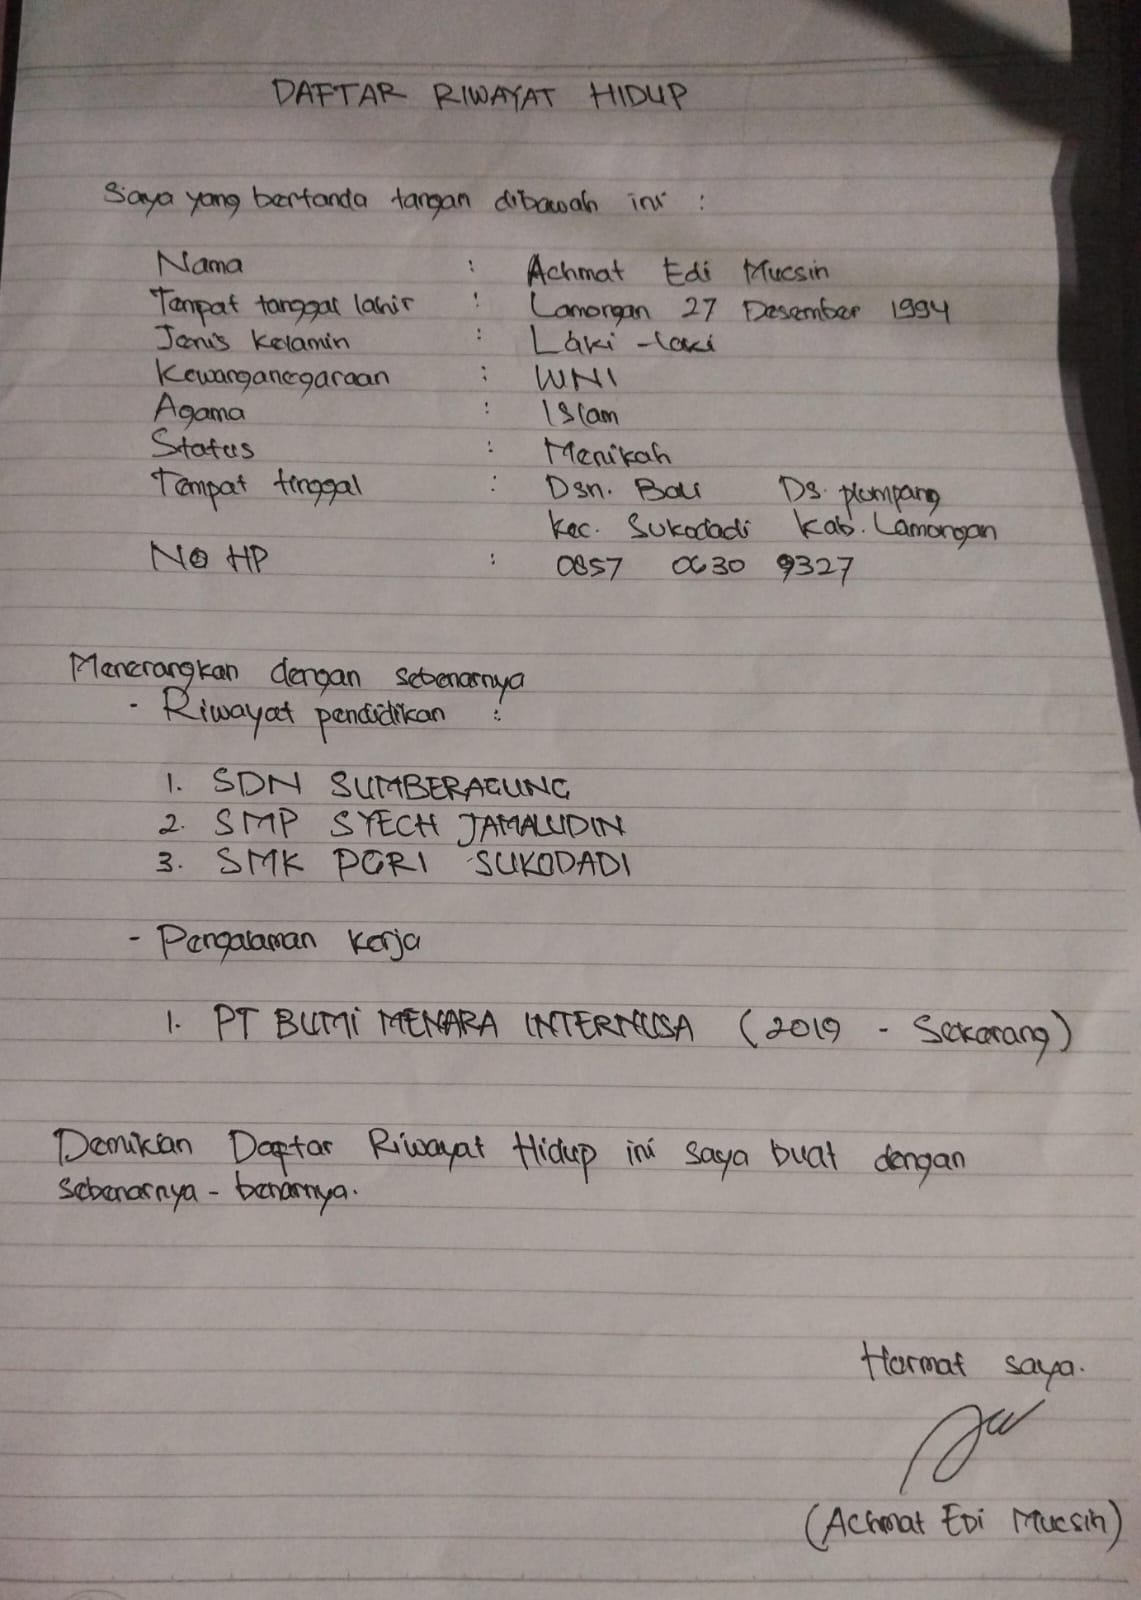 DAFTAR RIWAYAT HIDUP
Saya yang bertanda tangan dibawah ini :
Nama : Achmat Edi Mucsin
Tempat tanggal lahir : Lamongan 27 Desember 1994
Jenis kelamin : Laki-laki
Kewarganegaraan : WNI
Agama : Islam
Status : Menikah
Tempat tinggal : Dsn. Bali Ds. plumpang
kec. Sukodadi kab. Lamongan
No HP : 0857 0630 9327
Menerangkan dengan sebenarnya
- Riwayat pendidikan :
1. SDN SUMBERAGUNG
2. SMP SYECH JAMALUDIN
3. SMK PGRI SUKODADI
- Pengalaman kerja
1. PT BUMI MENARA INTERNUSA (2019 - Sekarang)
Demikian Daftar Riwayat Hidup ini saya buat dengan
sebenarnya - benarnya.
Hormat saya.
(Achmat Edi Mucsin)